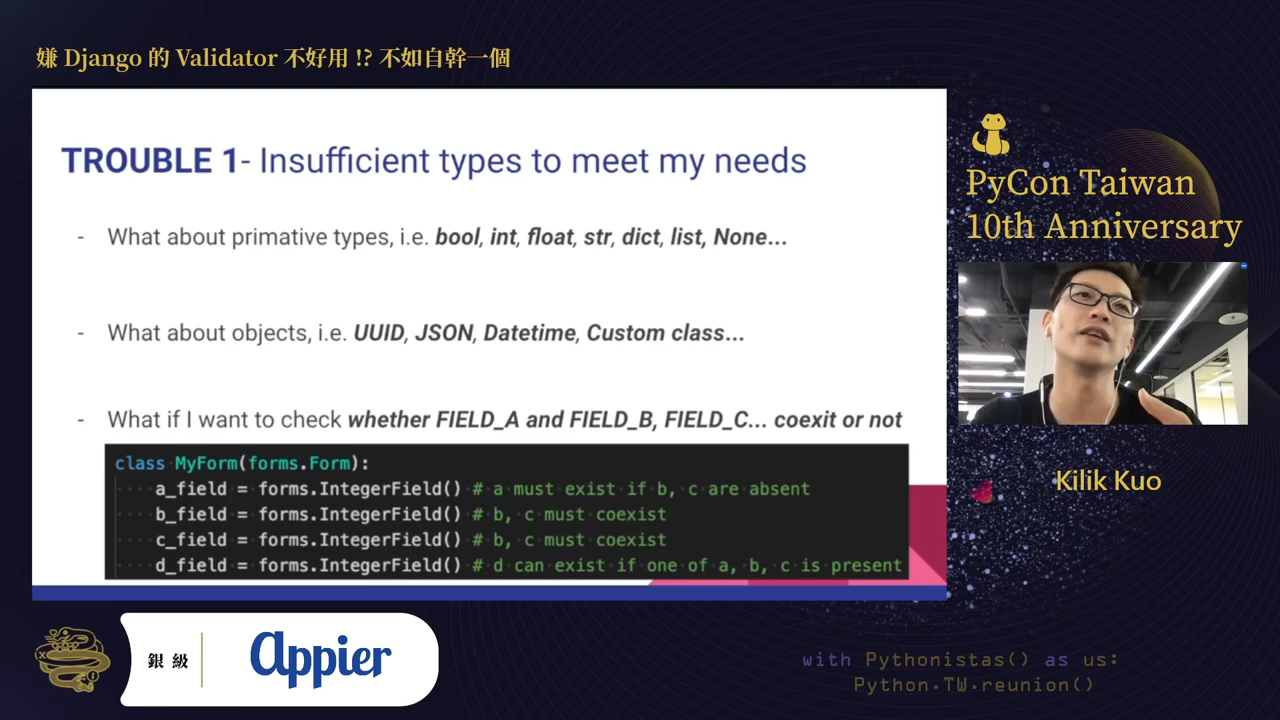 嫌 Django 的 Validator 不好用 !? 不如自幹一個
TROUBLE 1- Insufficient types to meet my needs
- What about primative types, i.e. bool, int, float, str, dict, list, None...
- What about objects, i.e. UUID, JSON, Datetime, Custom class...
- What if I want to check whether FIELD_A and FIELD_B, FIELD_C... coexit or not
class MyForm(forms.Form):
a_field = forms.IntegerField() # a must exist if b, c are absent
b_field = forms.IntegerField() # b, c must coexist
c_field = forms.IntegerField() # b, c must coexist
d_field = forms.IntegerField() # d can exist if one of a, b, c is present
PyCon Taiwan
10th Anniversary
Kilik Kuo
銀級
appier
with Pythonistas() as us:
Python.TW.reunion()